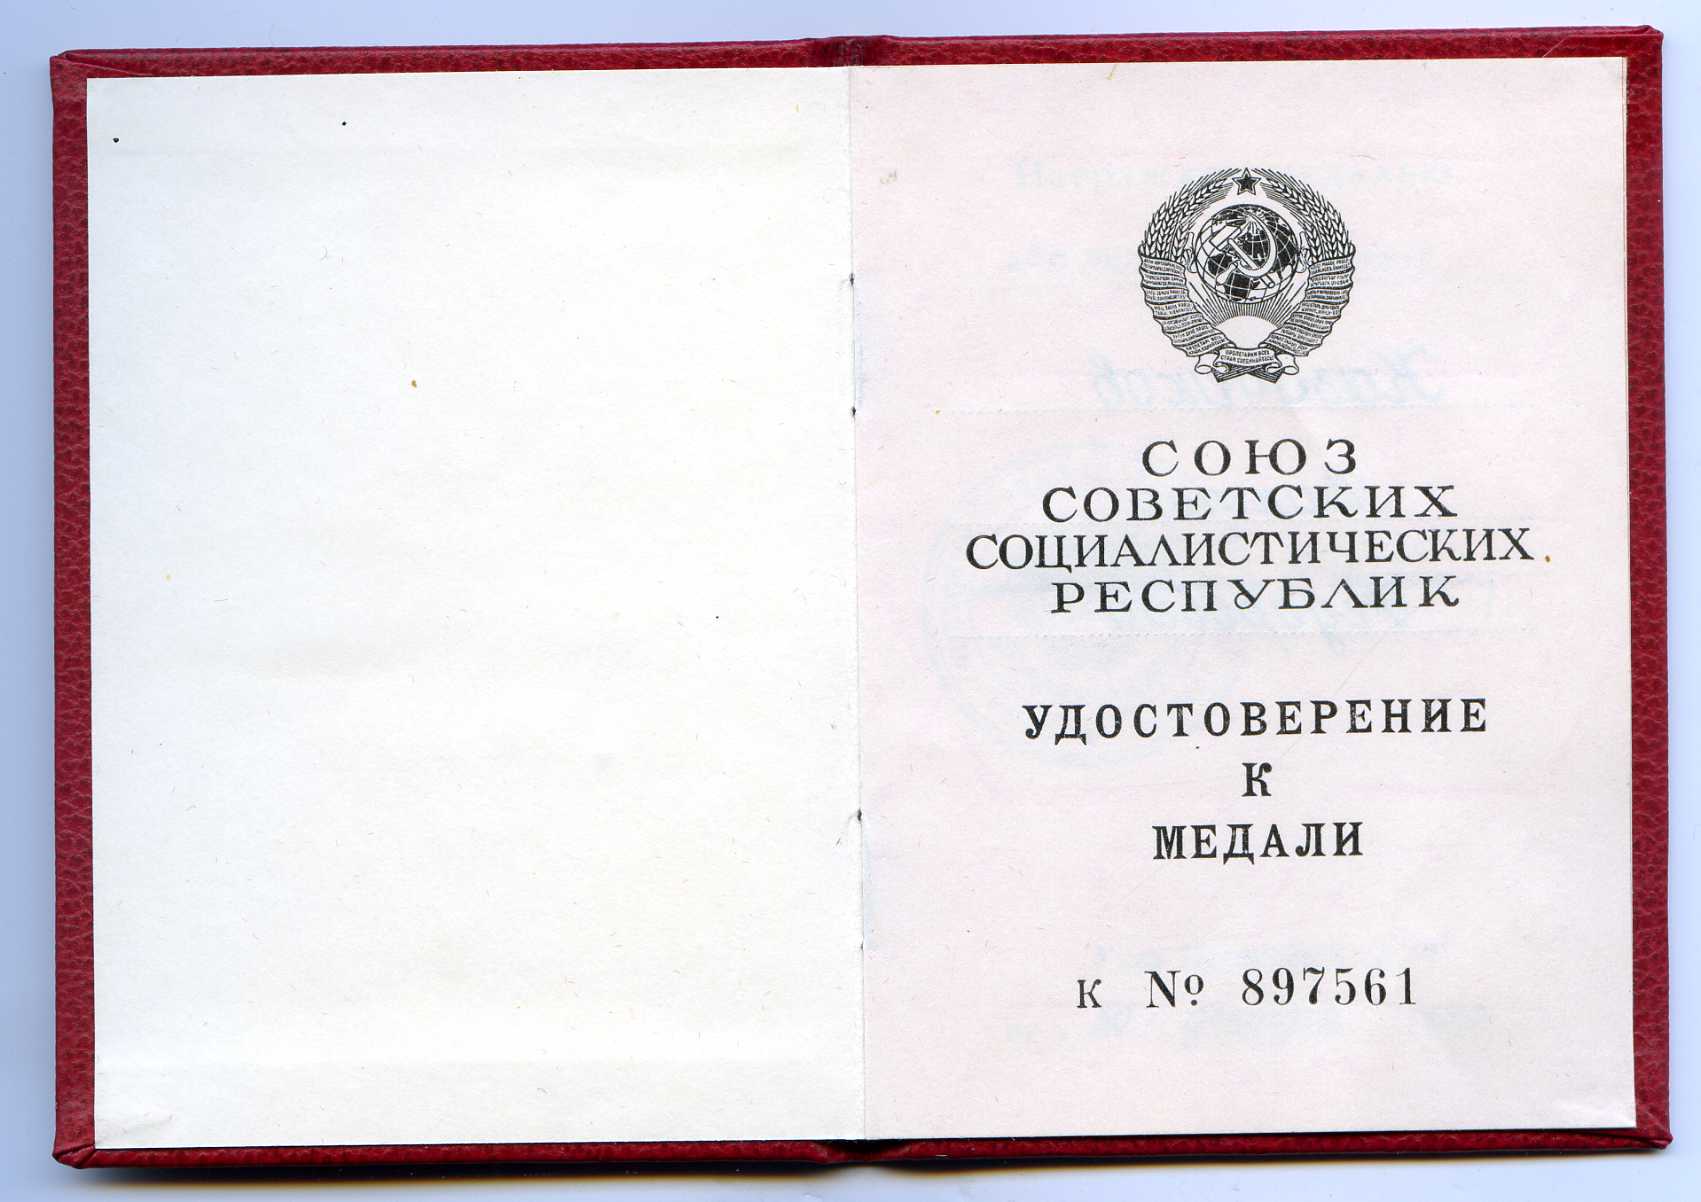 СОЮЗ
СОВЕТСКИХ
СОЦИАЛИСТИЧЕСКИХ
РЕСПУБЛИК
УДОСТОВЕРЕНИЕ
К
МЕДАЛИ
К № 897561